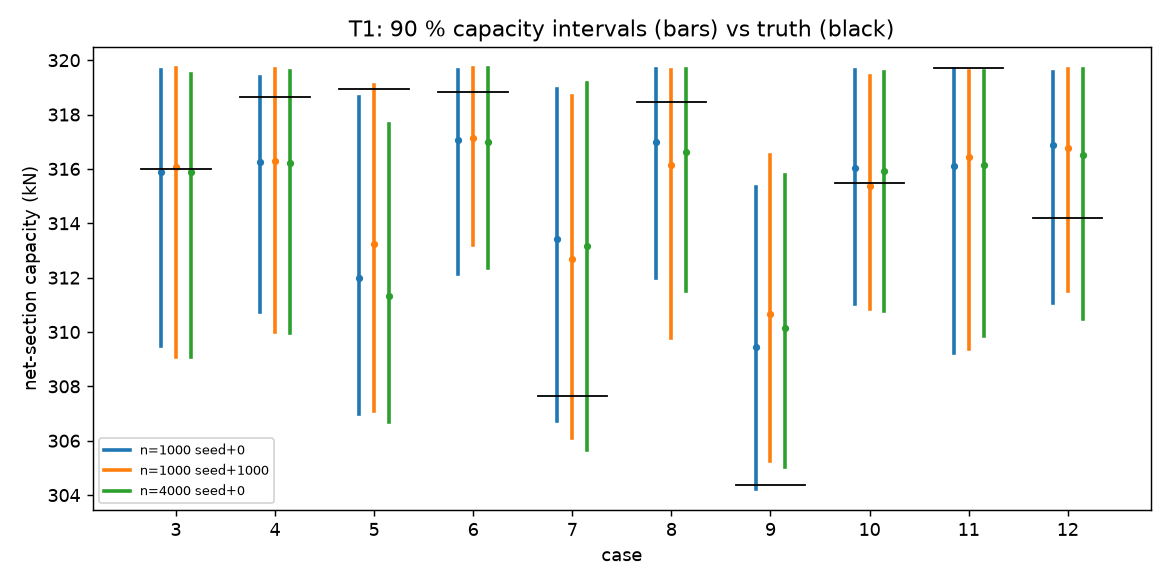 T1: 90 % capacity intervals (bars) vs truth (black)
net-section capacity (kN)
320
318
316
314
312
310
308
306
304
n=1000 seed+0
n=1000 seed+1000
n=4000 seed+0
3 4 5 6 7 8 9 10 11 12
case